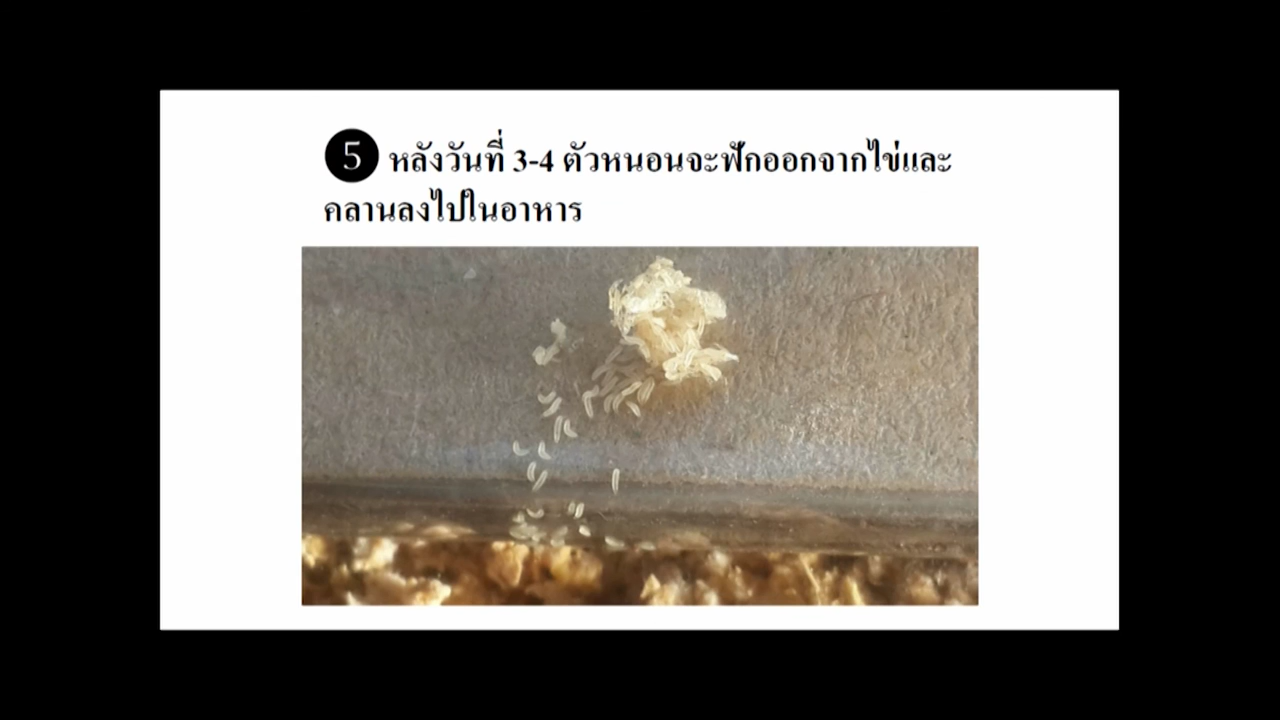 5 หลังวันที่ 3-4 ตัวหนอนจะฟักออกจากไข่และ
คลานลงไปในอาหาร